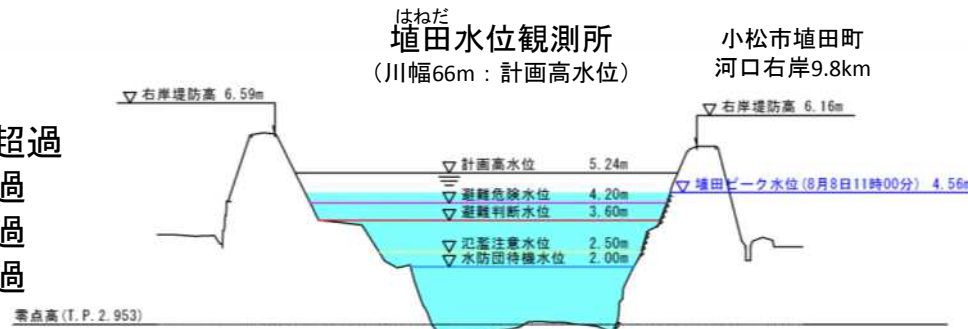 はねだ
埴田水位観測所
(川幅66m:計画高水位)
小松市埴田町
河口右岸9.8km
▽ 右岸堤防高 6.59m
▽ 右岸堤防高 6.16m
超過
過
過
過
▽ 計画高水位 5.24m
▽ 埴田ピーク水位(8月8日11時00分) 4.56m
▽ 避難危険水位 4.20m
▽ 避難判断水位 3.60m
▽ 氾濫注意水位 2.50m
▽ 水防団待機水位 2.00m
零点高(T.P.2.953)